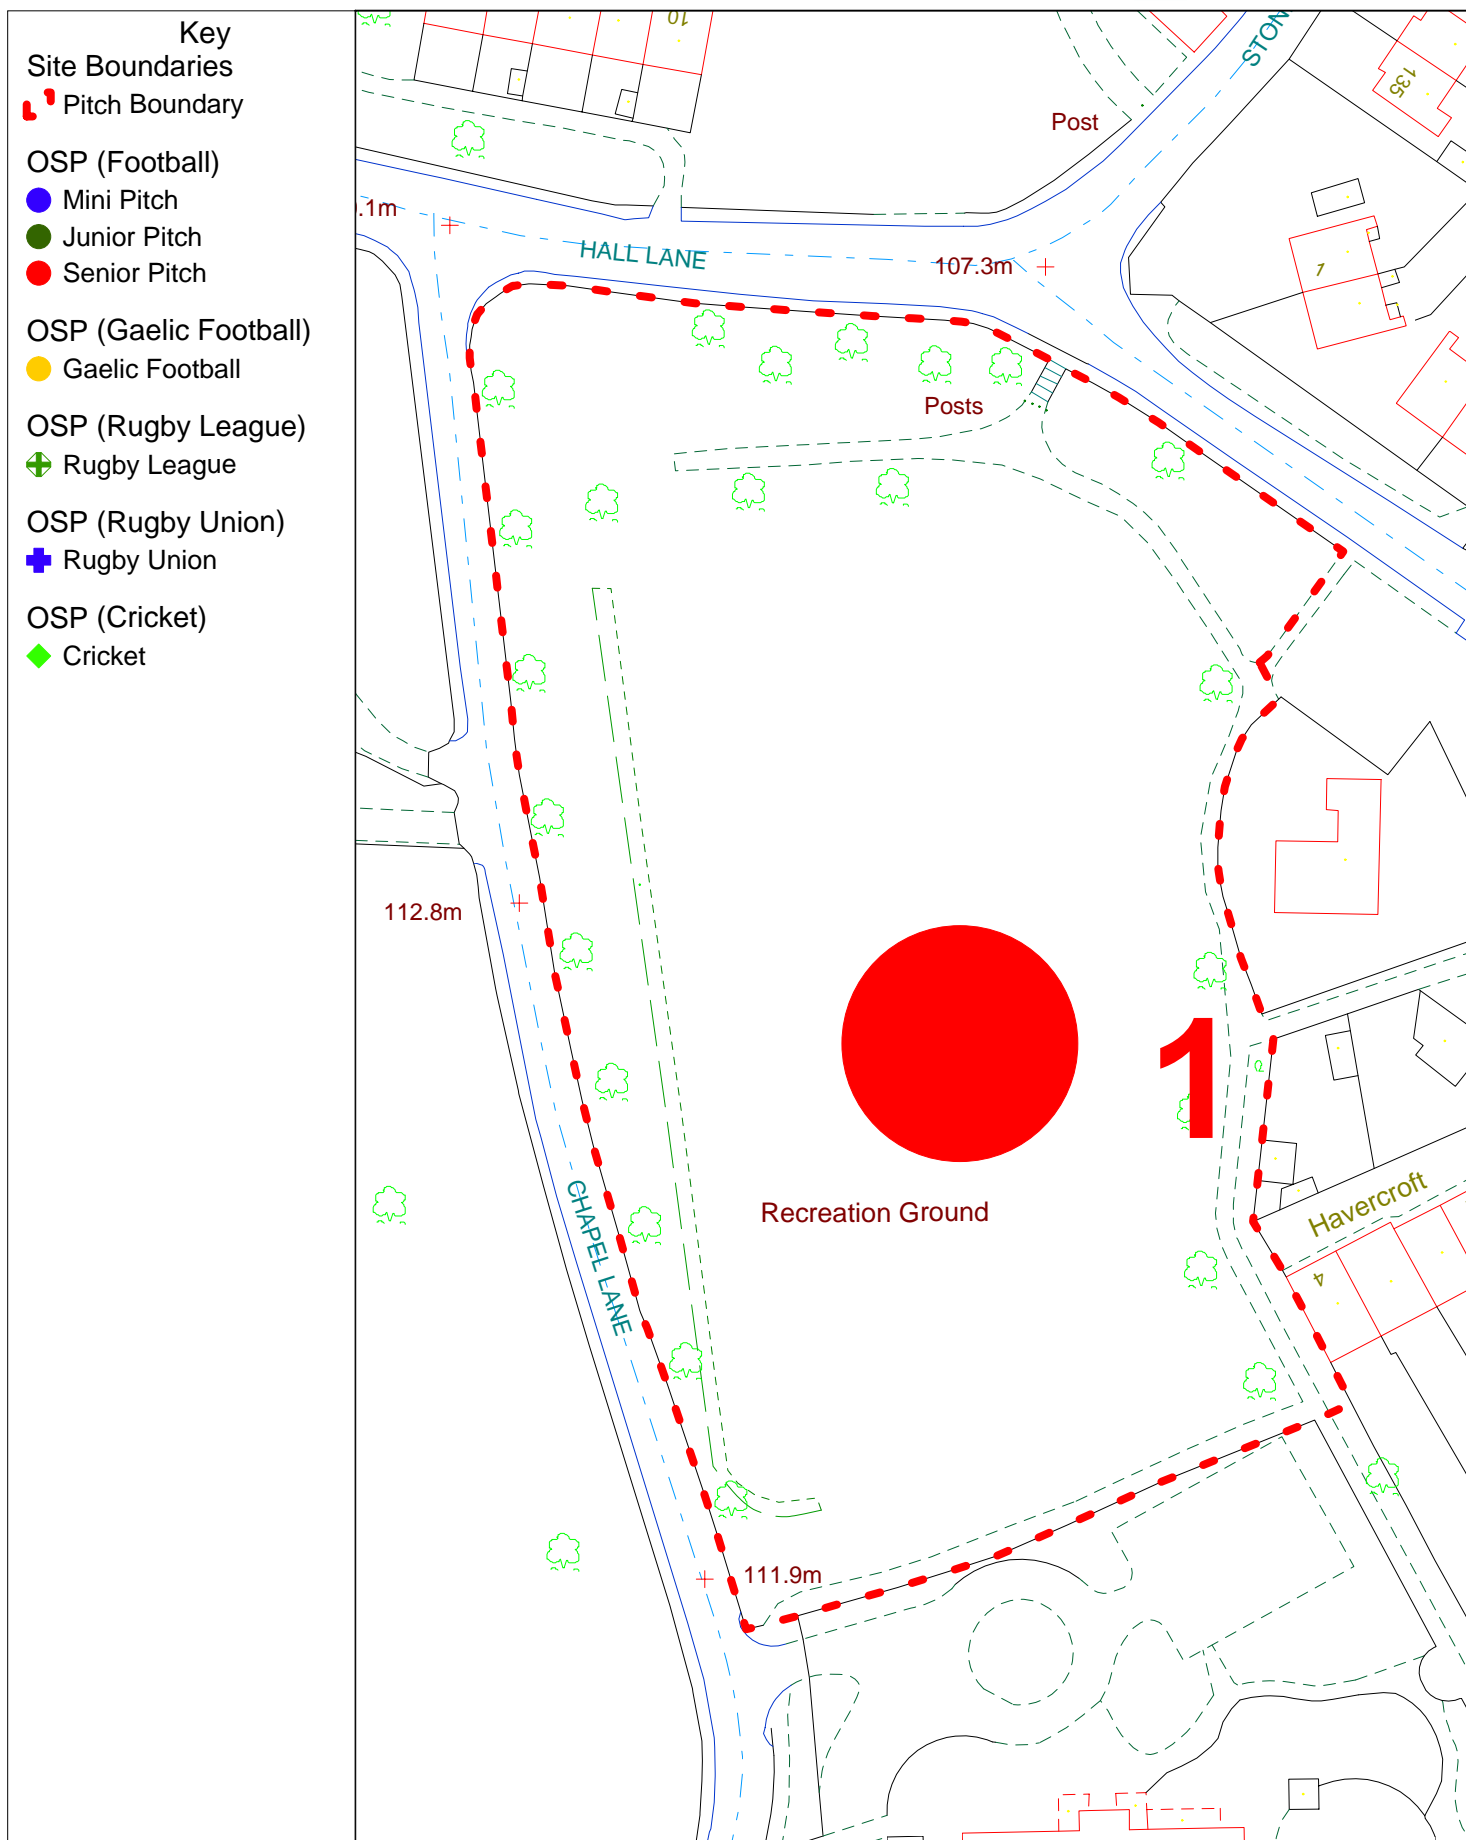 Key
Site Boundaries
Pitch Boundary
OSP (Football)
Mini Pitch
Junior Pitch
Senior Pitch
OSP (Gaelic Football)
Gaelic Football
OSP (Rugby League)
Rugby League
OSP (Rugby Union)
Rugby Union
OSP (Cricket)
Cricket
10
STON
135
Post
.1m
HALL LANE
107.3m
1
Posts
112.8m
1
Recreation Ground
CHAPEL LANE
Havercroft
4
111.9m